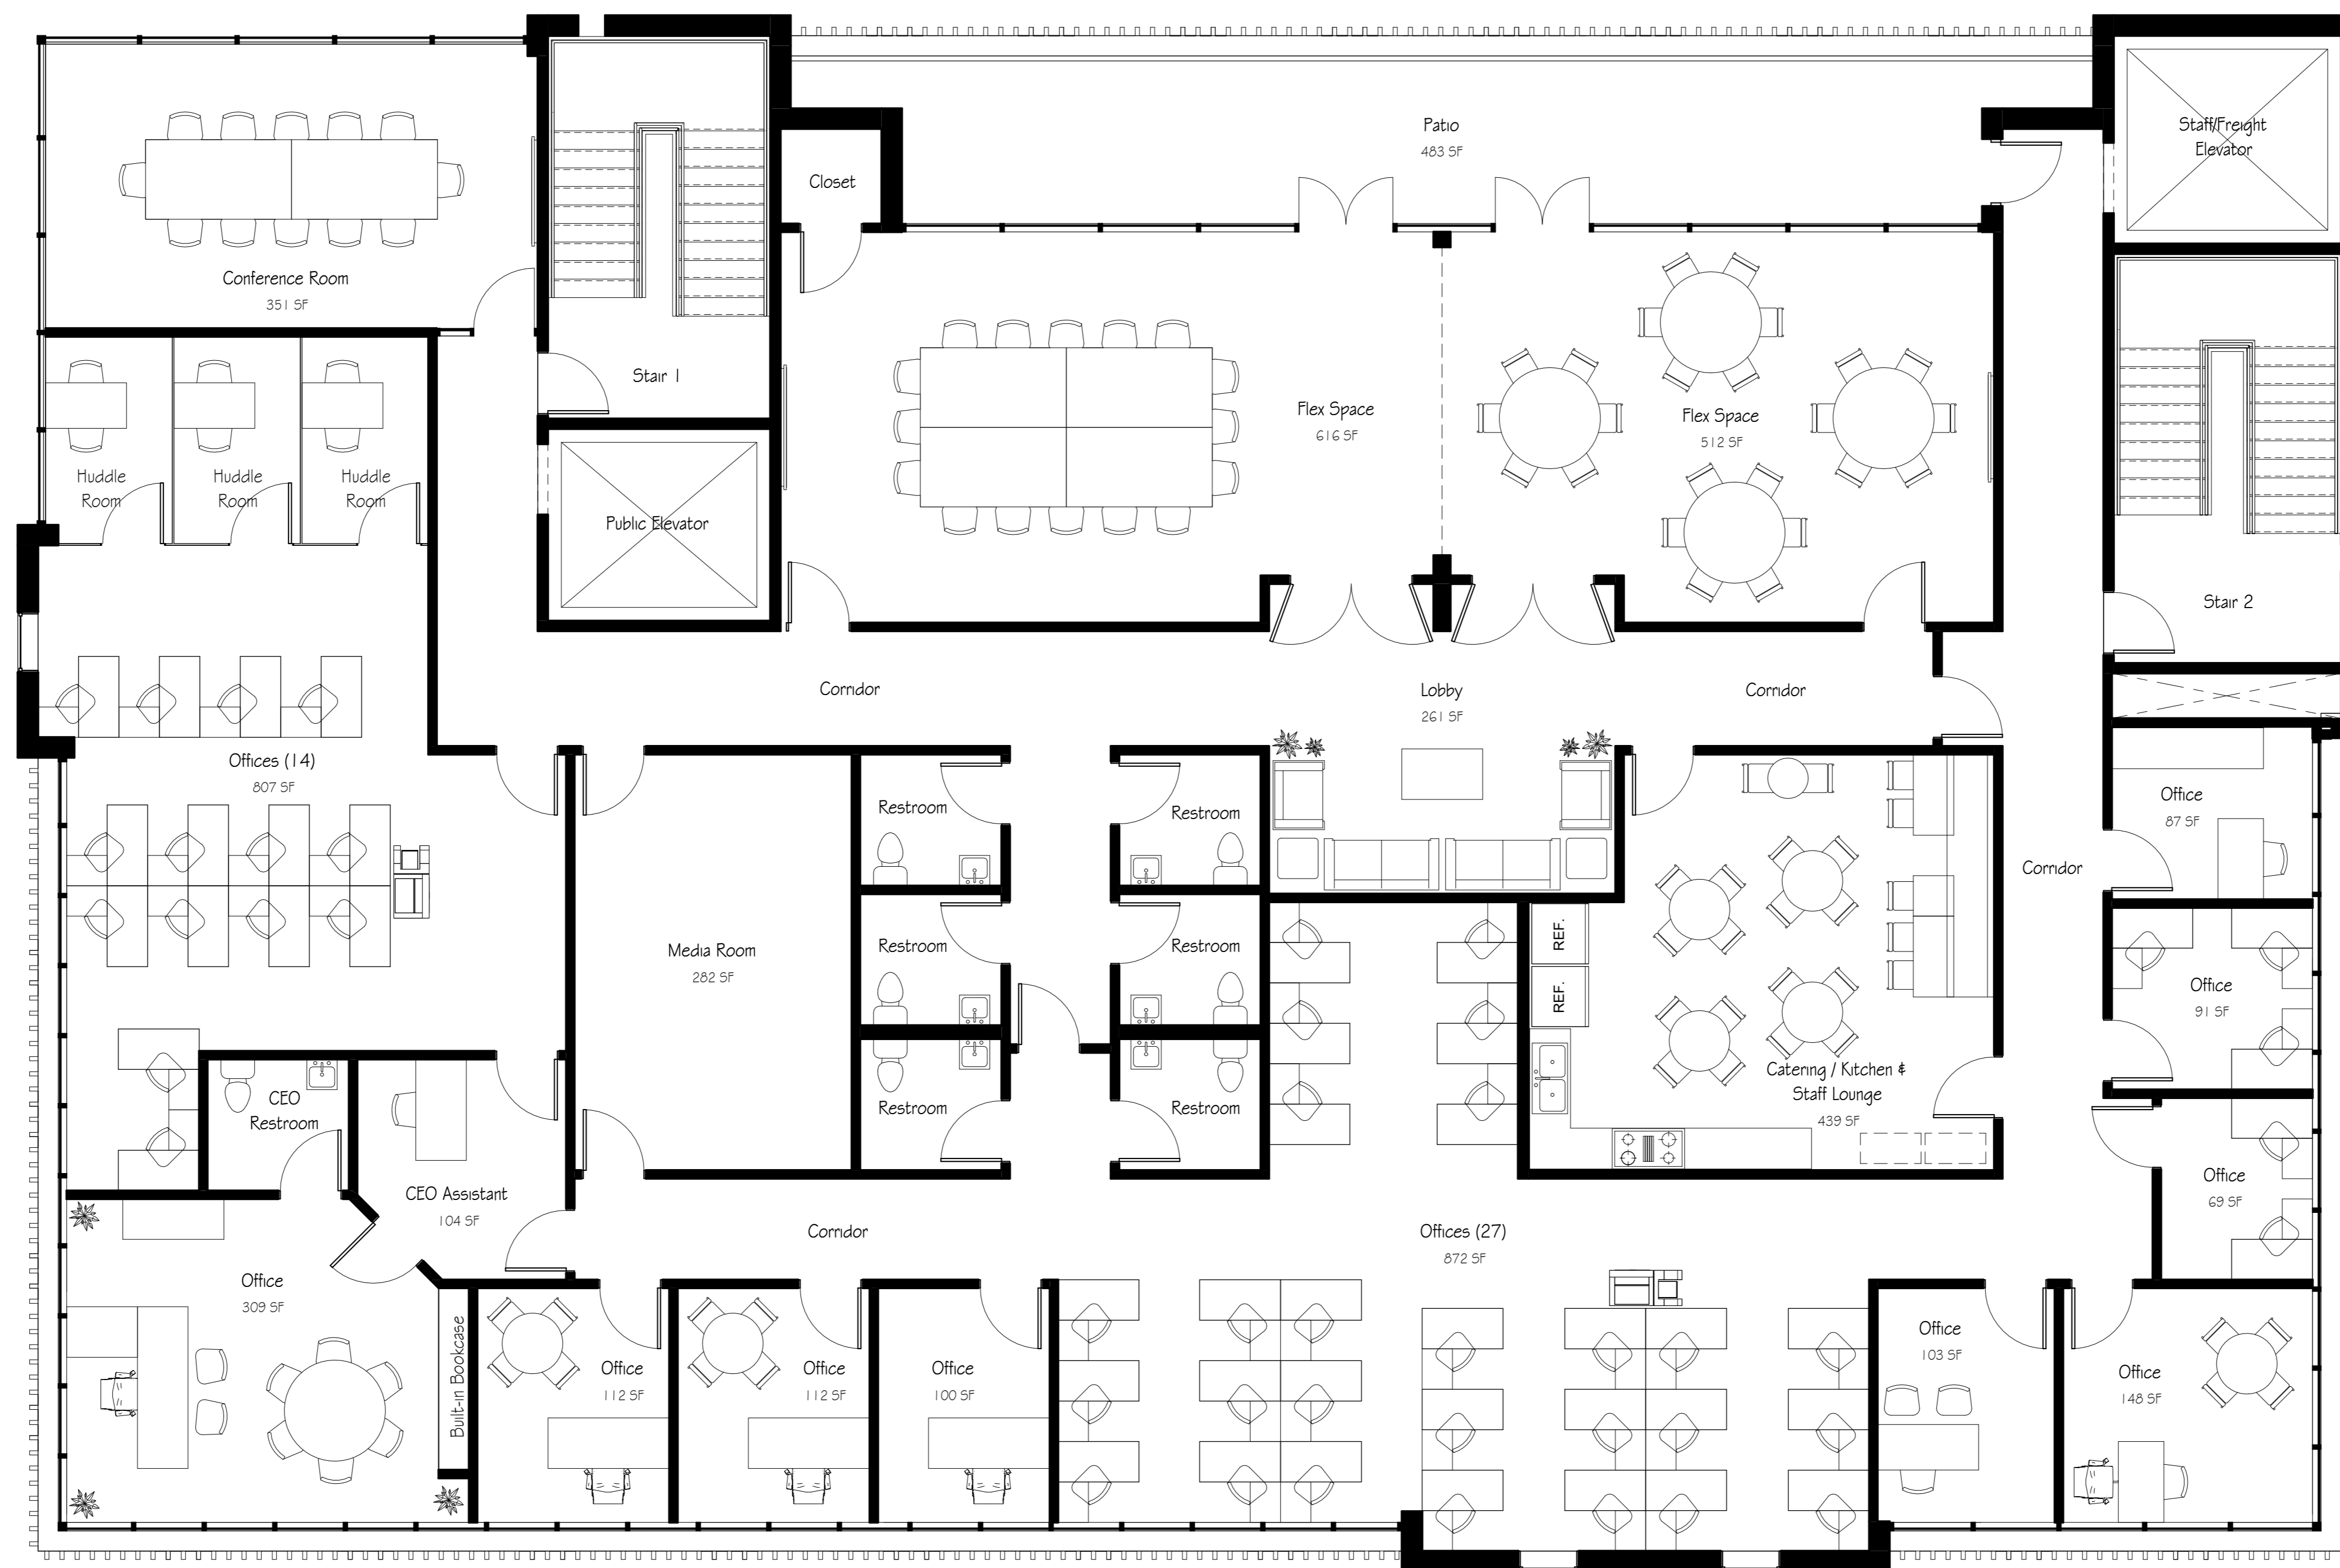 Patio
483 SF
Staff/Freight
Elevator
Closet
Conference Room
351 SF
Stair 1
Huddle
Room
Huddle
Room
Huddle
Room
Public Elevator
Flex Space
616 SF
Flex Space
512 SF
Stair 2
Corridor
Lobby
261 SF
Corridor
Offices (14)
807 SF
Restroom
Restroom
Office
87 SF
Corridor
Media Room
282 SF
Restroom
Restroom
REF.
REF.
Office
91 SF
Catering / Kitchen &
Staff Lounge
439 SF
CEO
Restroom
Restroom
Restroom
CEO Assistant
104 SF
Office
69 SF
Corridor
Offices (27)
872 SF
Office
309 SF
Built-in Bookcase
Office
112 SF
Office
112 SF
Office
100 SF
Office
103 SF
Office
148 SF